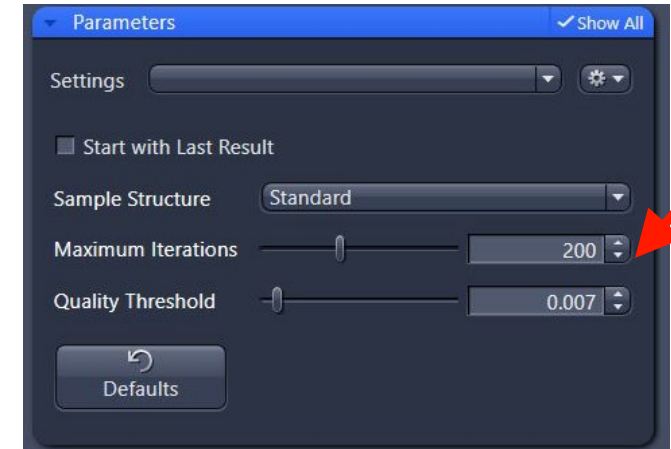 Parameters Show All
Settings
Start with Last Result
Sample Structure Standard
Maximum Iterations 200
Quality Threshold 0.007
Defaults